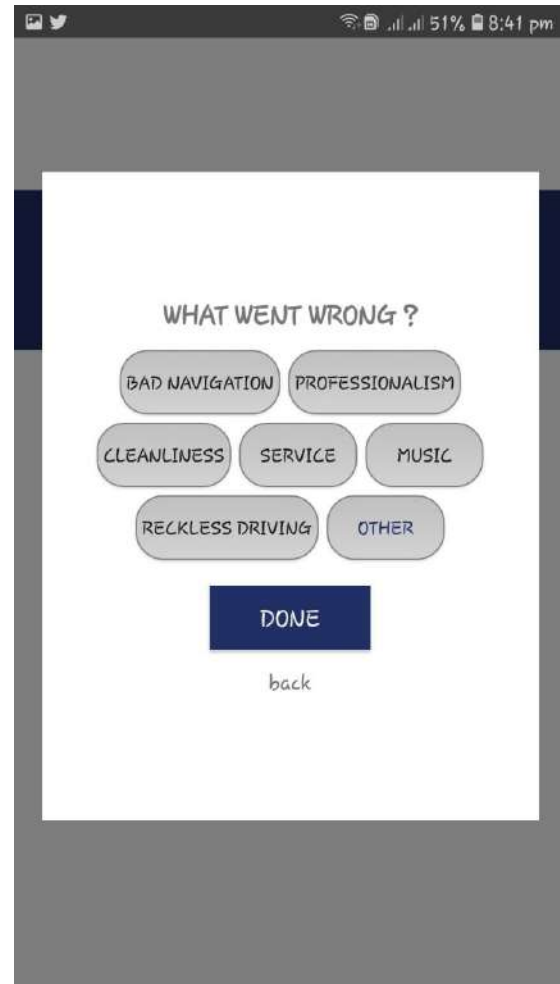 51% 8:41 pm
WHAT WENT WRONG ?
BAD NAVIGATION PROFESSIONALISM
CLEANLINESS SERVICE MUSIC
RECKLESS DRIVING OTHER
DONE
back